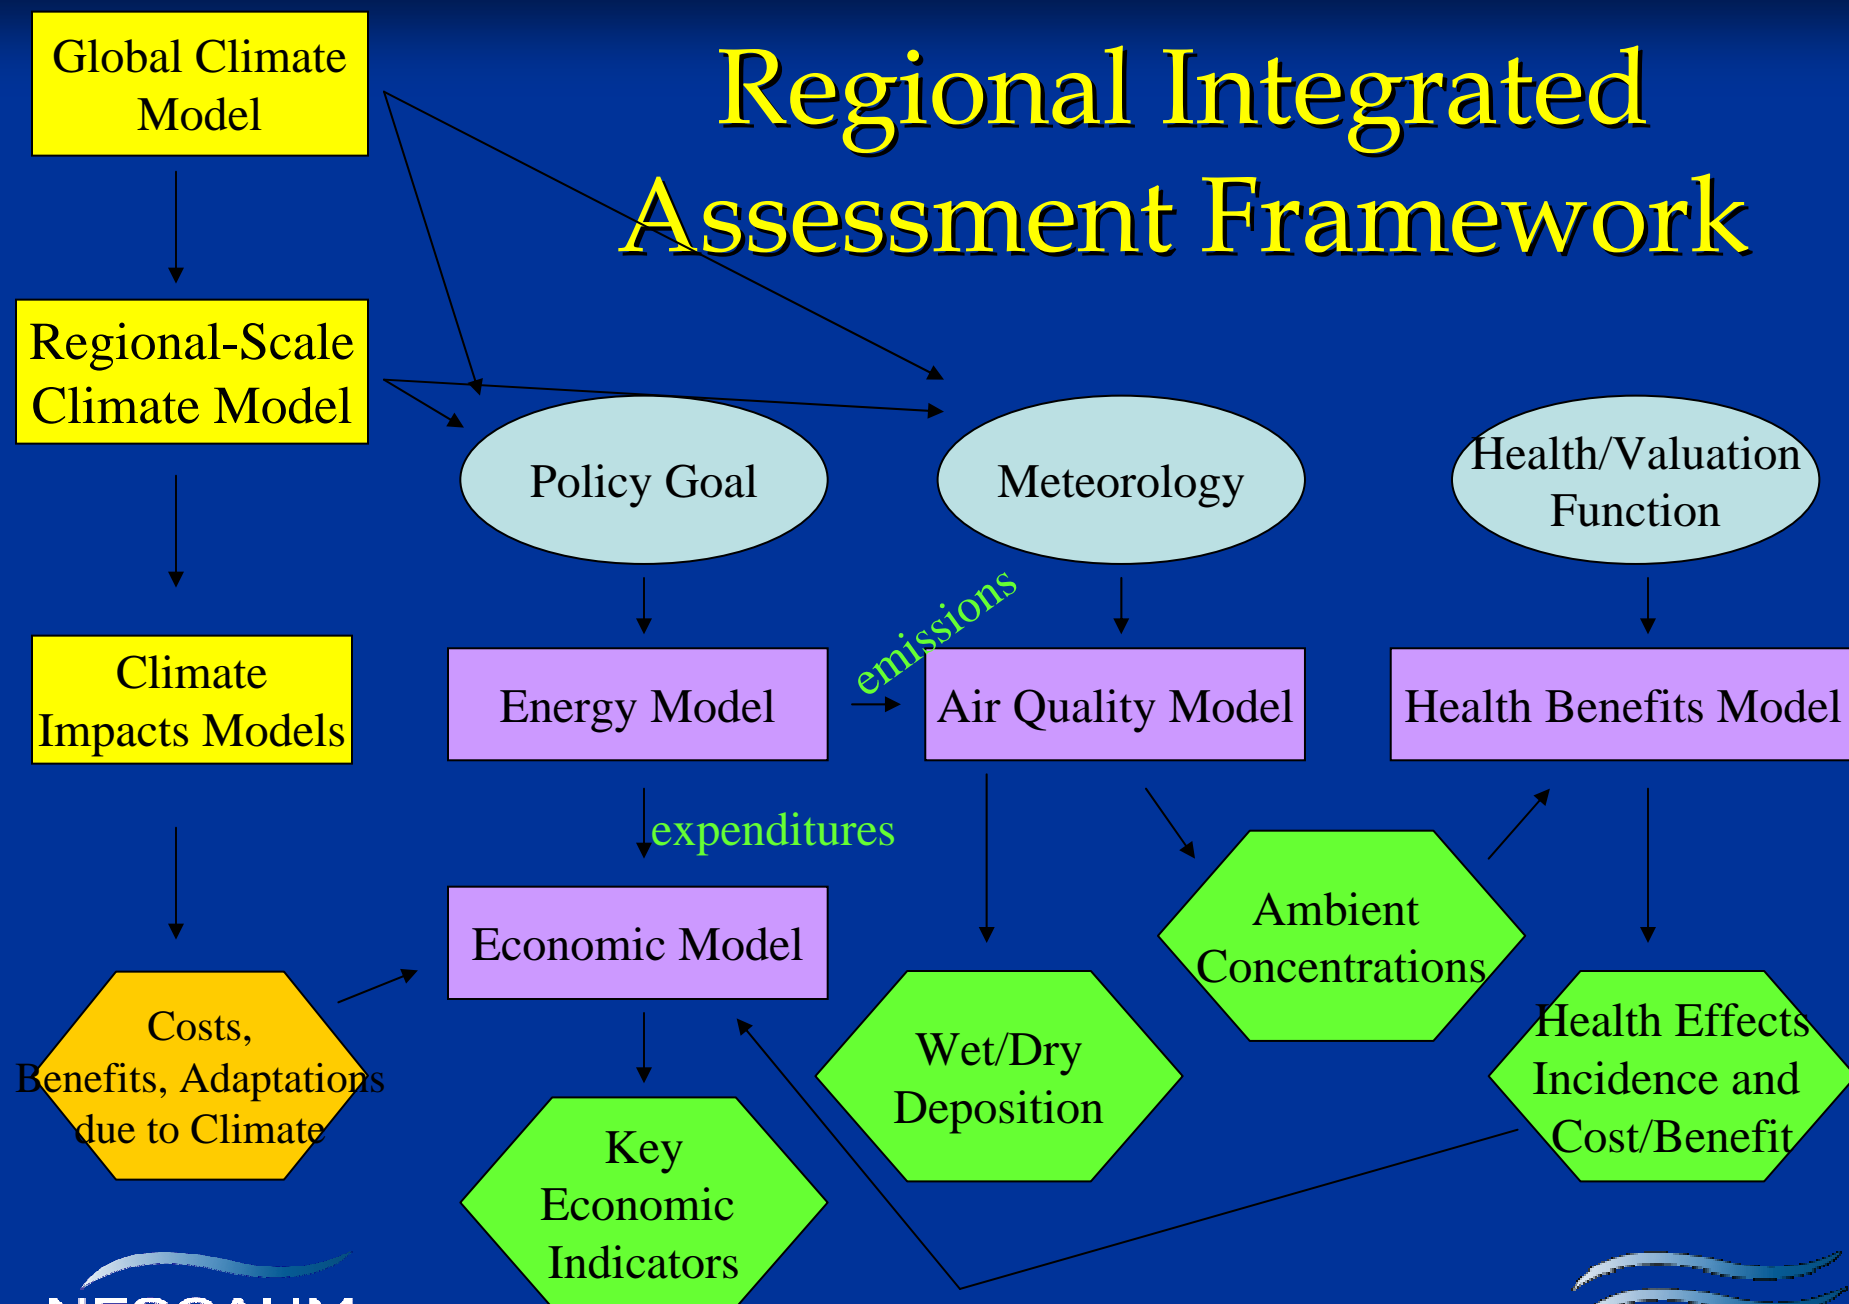 Global Climate
Model
Regional Integrated
Assessment Framework
Regional-Scale
Climate Model
Policy Goal
Meteorology
Health/Valuation
Function
emissions
Climate
Impacts Models
Energy Model
Air Quality Model
Health Benefits Model
expenditures
Economic Model
Ambient
Concentrations
Costs,
Benefits, Adaptations
due to Climate
Wet/Dry
Deposition
Health Effects
Incidence and
Cost/Benefit
Key
Economic
Indicators
NESCAUM